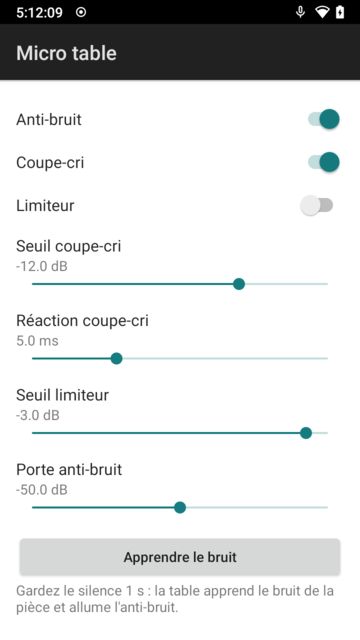 5:12:09
Micro table
Anti-bruit
Coupe-cri
Limiteur
Seuil coupe-cri
-12.0 dB
Réaction coupe-cri
5.0 ms
Seuil limiteur
-3.0 dB
Porte anti-bruit
-50.0 dB
Apprendre le bruit
Gardez le silence 1 s : la table apprend le bruit de la
pièce et allume l'anti-bruit.